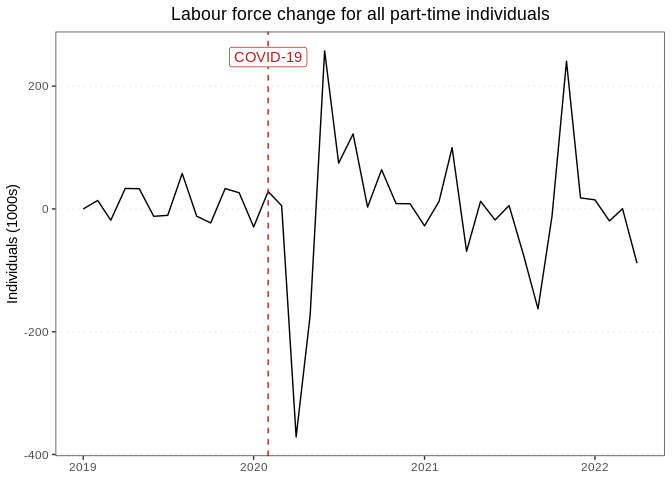 Labour force change for all part-time individuals
COVID-19
Individuals (1000s)
200
0
-200
-400
2019 2020 2021 2022